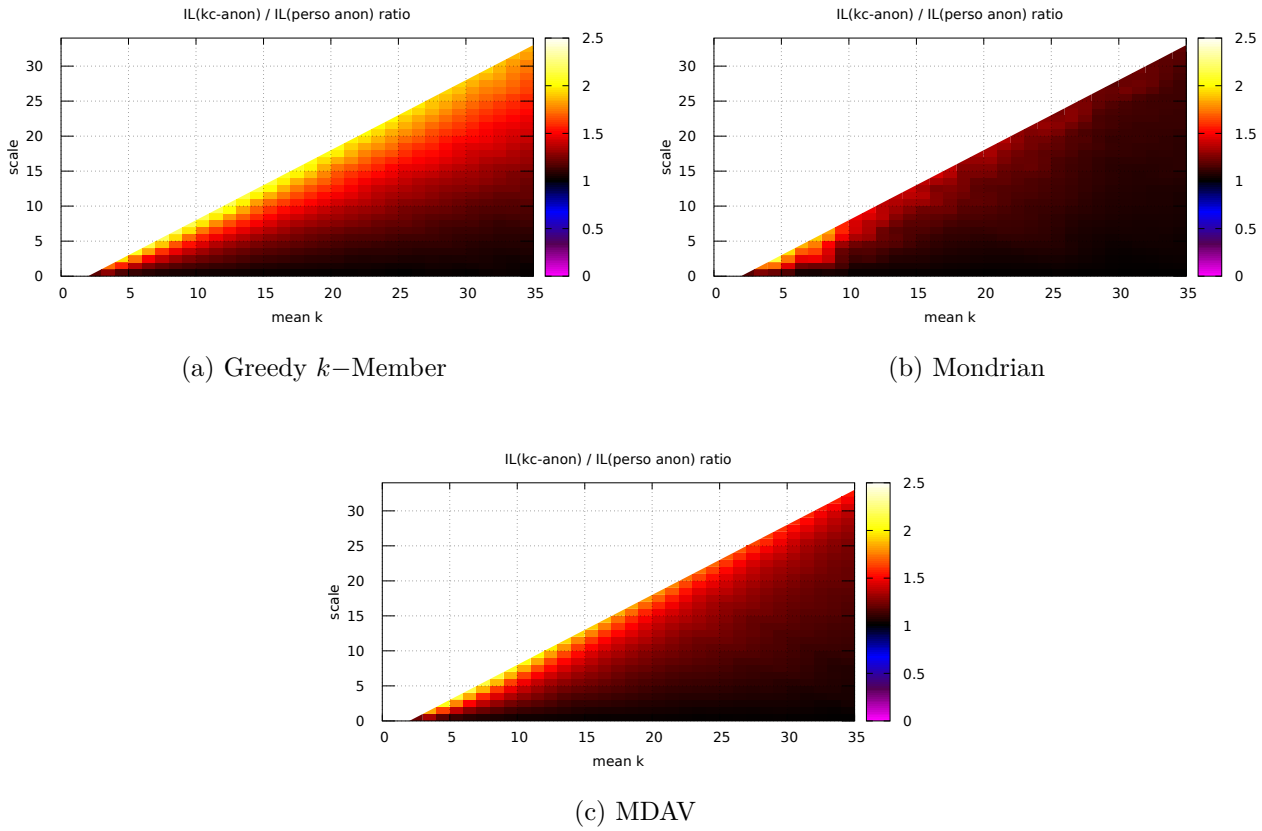 IL(kc-anon) / IL(perso anon) ratio
2.5
2
1.5
1
0.5
0
30
25
20
15
10
5
0
scale
0 5 10 15 20 25 30 35
mean k
(a) Greedy k−Member
IL(kc-anon) / IL(perso anon) ratio
2.5
2
1.5
1
0.5
0
30
25
20
15
10
5
0
scale
0 5 10 15 20 25 30 35
mean k
(b) Mondrian
IL(kc-anon) / IL(perso anon) ratio
2.5
2
1.5
1
0.5
0
30
25
20
15
10
5
0
scale
0 5 10 15 20 25 30 35
mean k
(c) MDAV